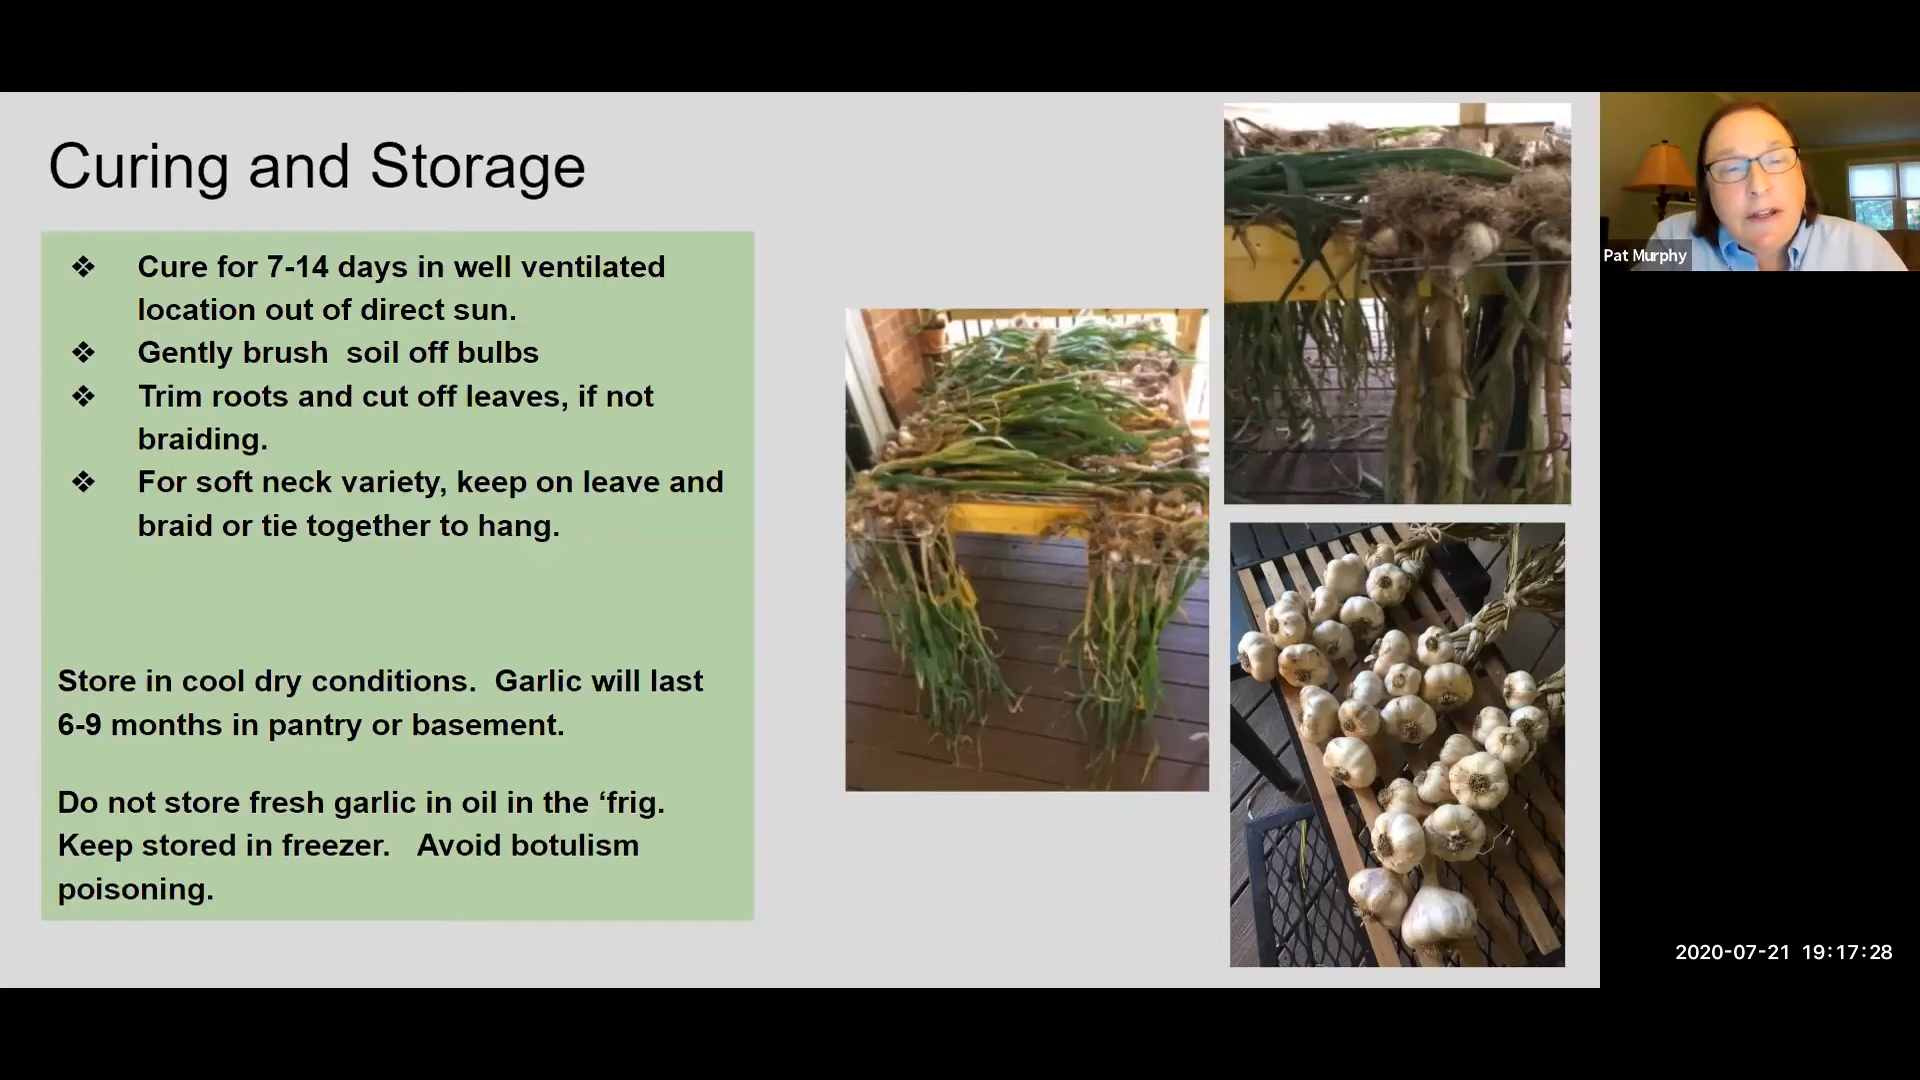 Curing and Storage
❖ Cure for 7-14 days in well ventilated
location out of direct sun.
❖ Gently brush  soil off bulbs
❖ Trim roots and cut off leaves, if not
braiding.
❖ For soft neck variety, keep on leave and
braid or tie together to hang.
Store in cool dry conditions.  Garlic will last
6-9 months in pantry or basement.
Do not store fresh garlic in oil in the ‘frig.
Keep stored in freezer.   Avoid botulism
poisoning.
Pat Murphy
2020-07-21 19:17:28